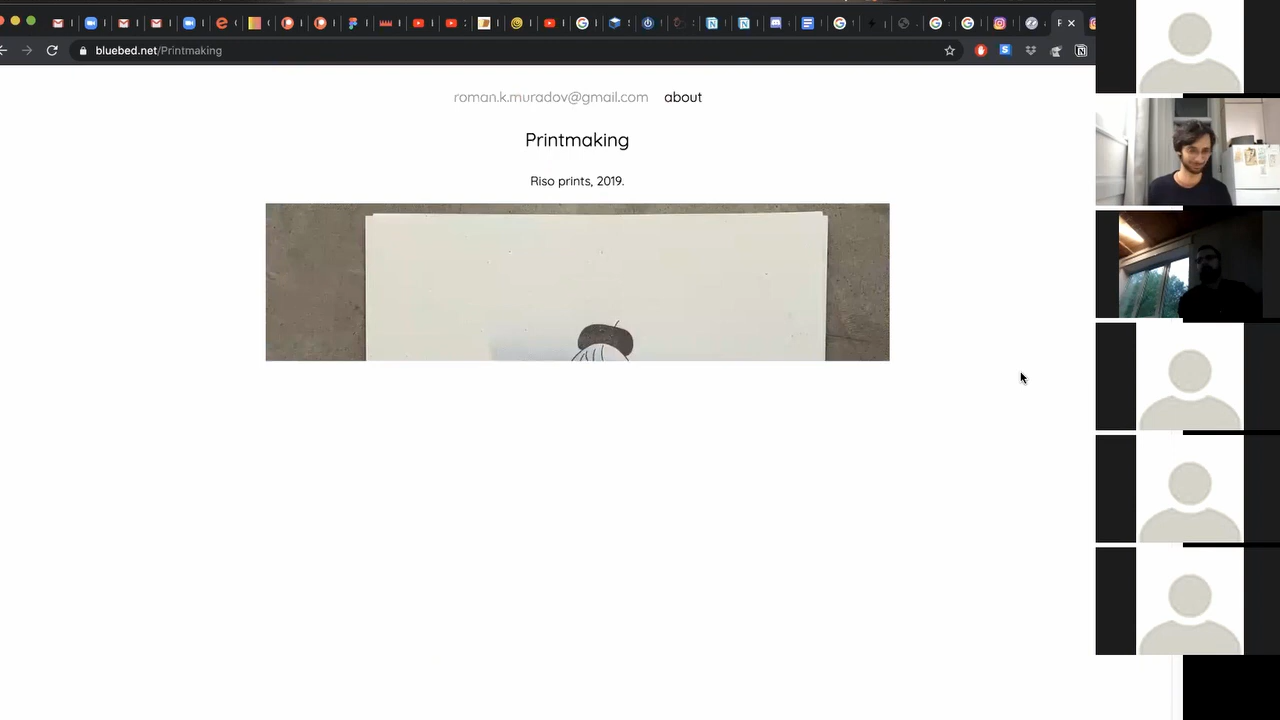 bluebed.net/Printmaking
roman.k.muradov@gmail.com about
Printmaking
Riso prints, 2019.